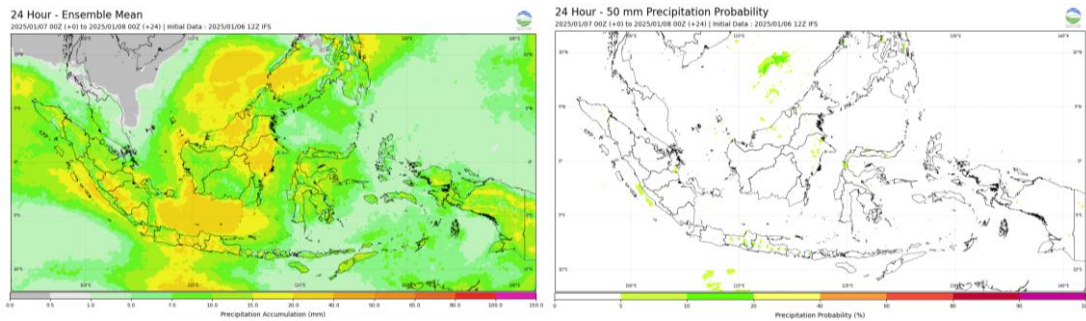 24 Hour - Ensemble Mean
2025/01/07 00Z (+0) to 2025/01/08 00Z (+24) | Initial Data : 2025/01/06 12Z IFS
0.0 0.5 1.0 5.0 7.0 10.0 15.0 20.0 40.0 50.0 65.0 80.0 100.0 150.0
Precipitation Accumulation (mm)
24 Hour - 50 mm Precipitation Probability
2025/01/07 00Z (+0) to 2025/01/08 00Z (+24) | Initial Data : 2025/01/06 12Z IFS
0 5 10 20 40 60 80 90
Precipitation Probability (%)